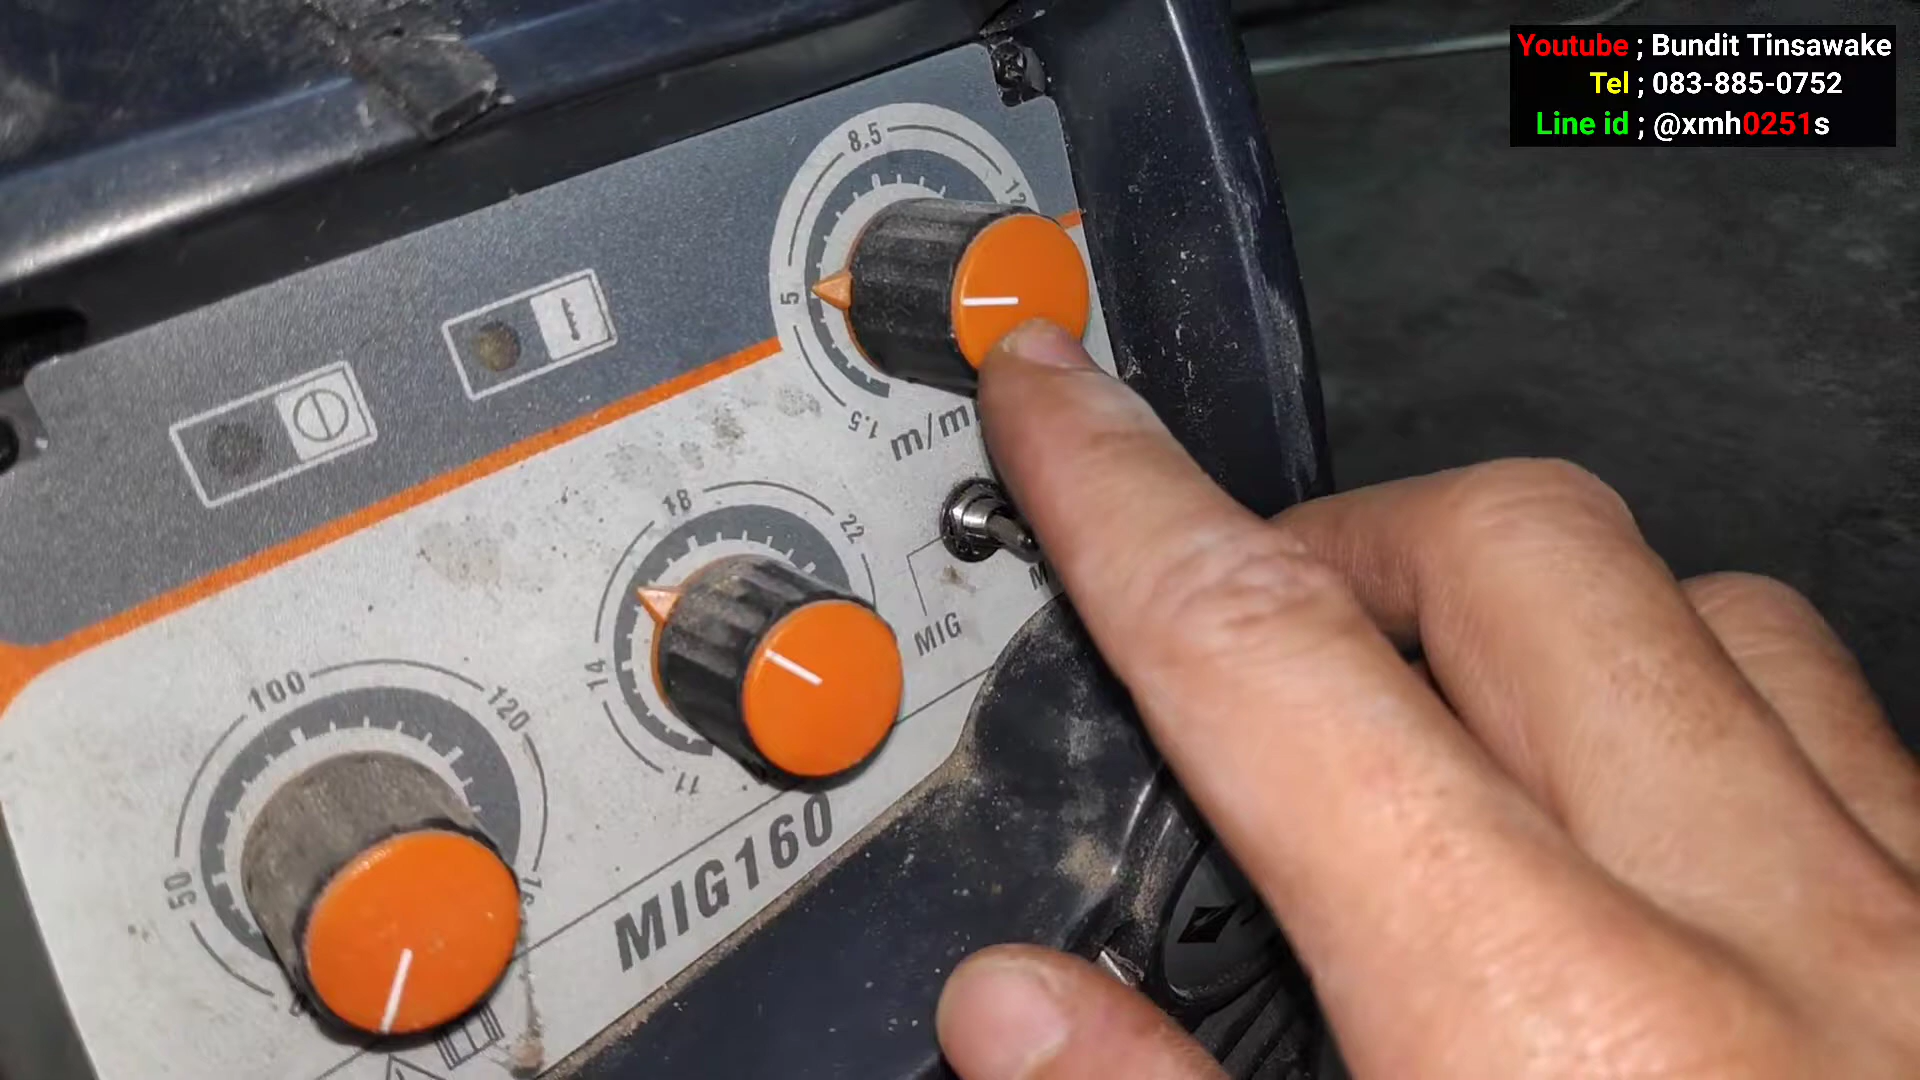 Youtube ; Bundit Tinsawake
Tel ; 083-885-0752
Line id ; @xmh0251s
8.5
5
1.5
18
22
14
11
MIG
100
120
50
MIG160